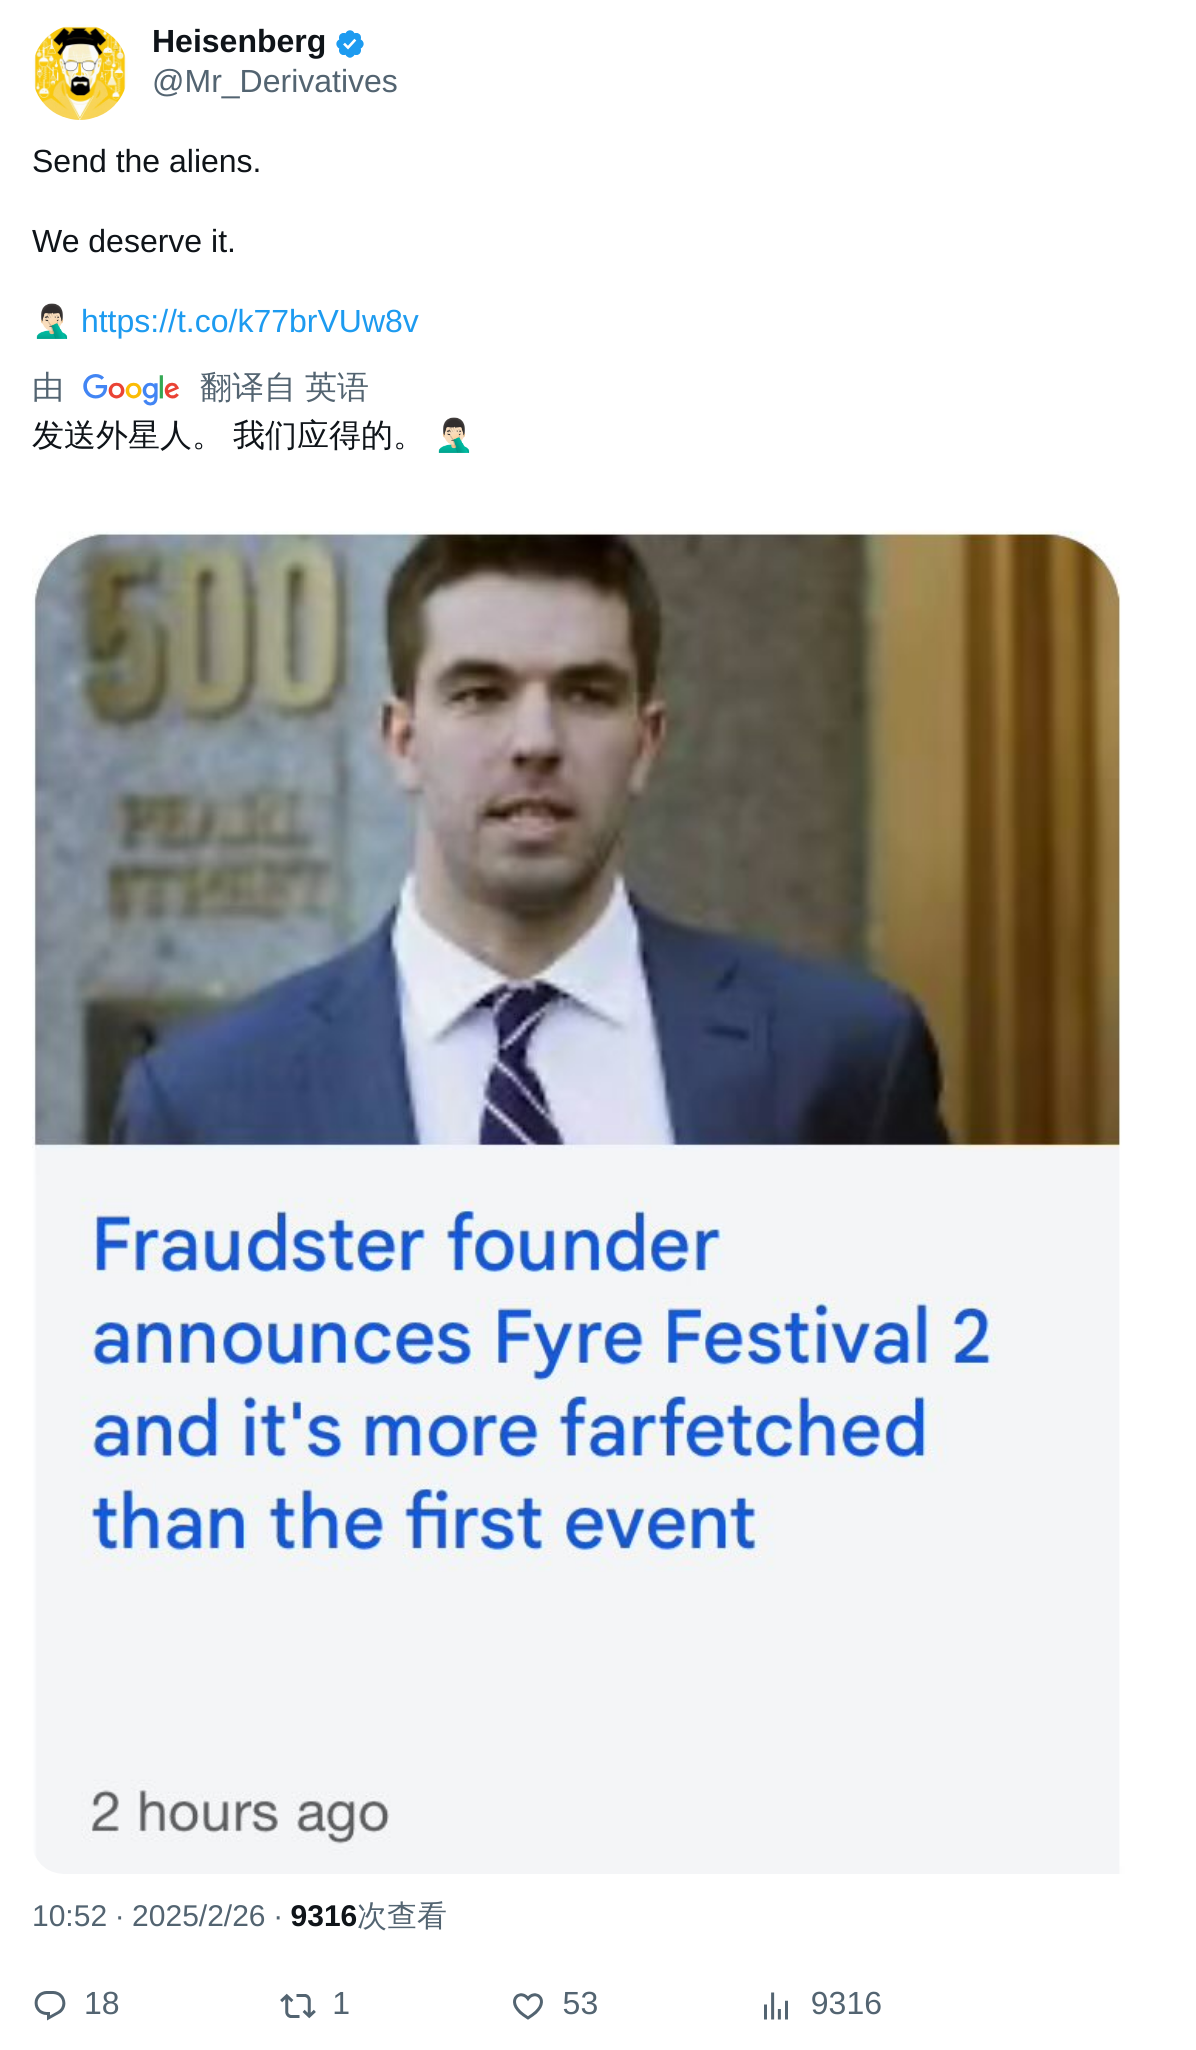 Heisenberg
@Mr_Derivatives
Send the aliens.
We deserve it.
🤦🏻‍♂️ https://t.co/k77brVUw8v
由 Google 翻译自 英语
发送外星人。 我们应得的。 🤦🏻‍♂️
500
PEARL
STREET
Fraudster founder
announces Fyre Festival 2
and it's more farfetched
than the first event
2 hours ago
10:52 · 2025/2/26 · 9316次查看
18 1 53 9316